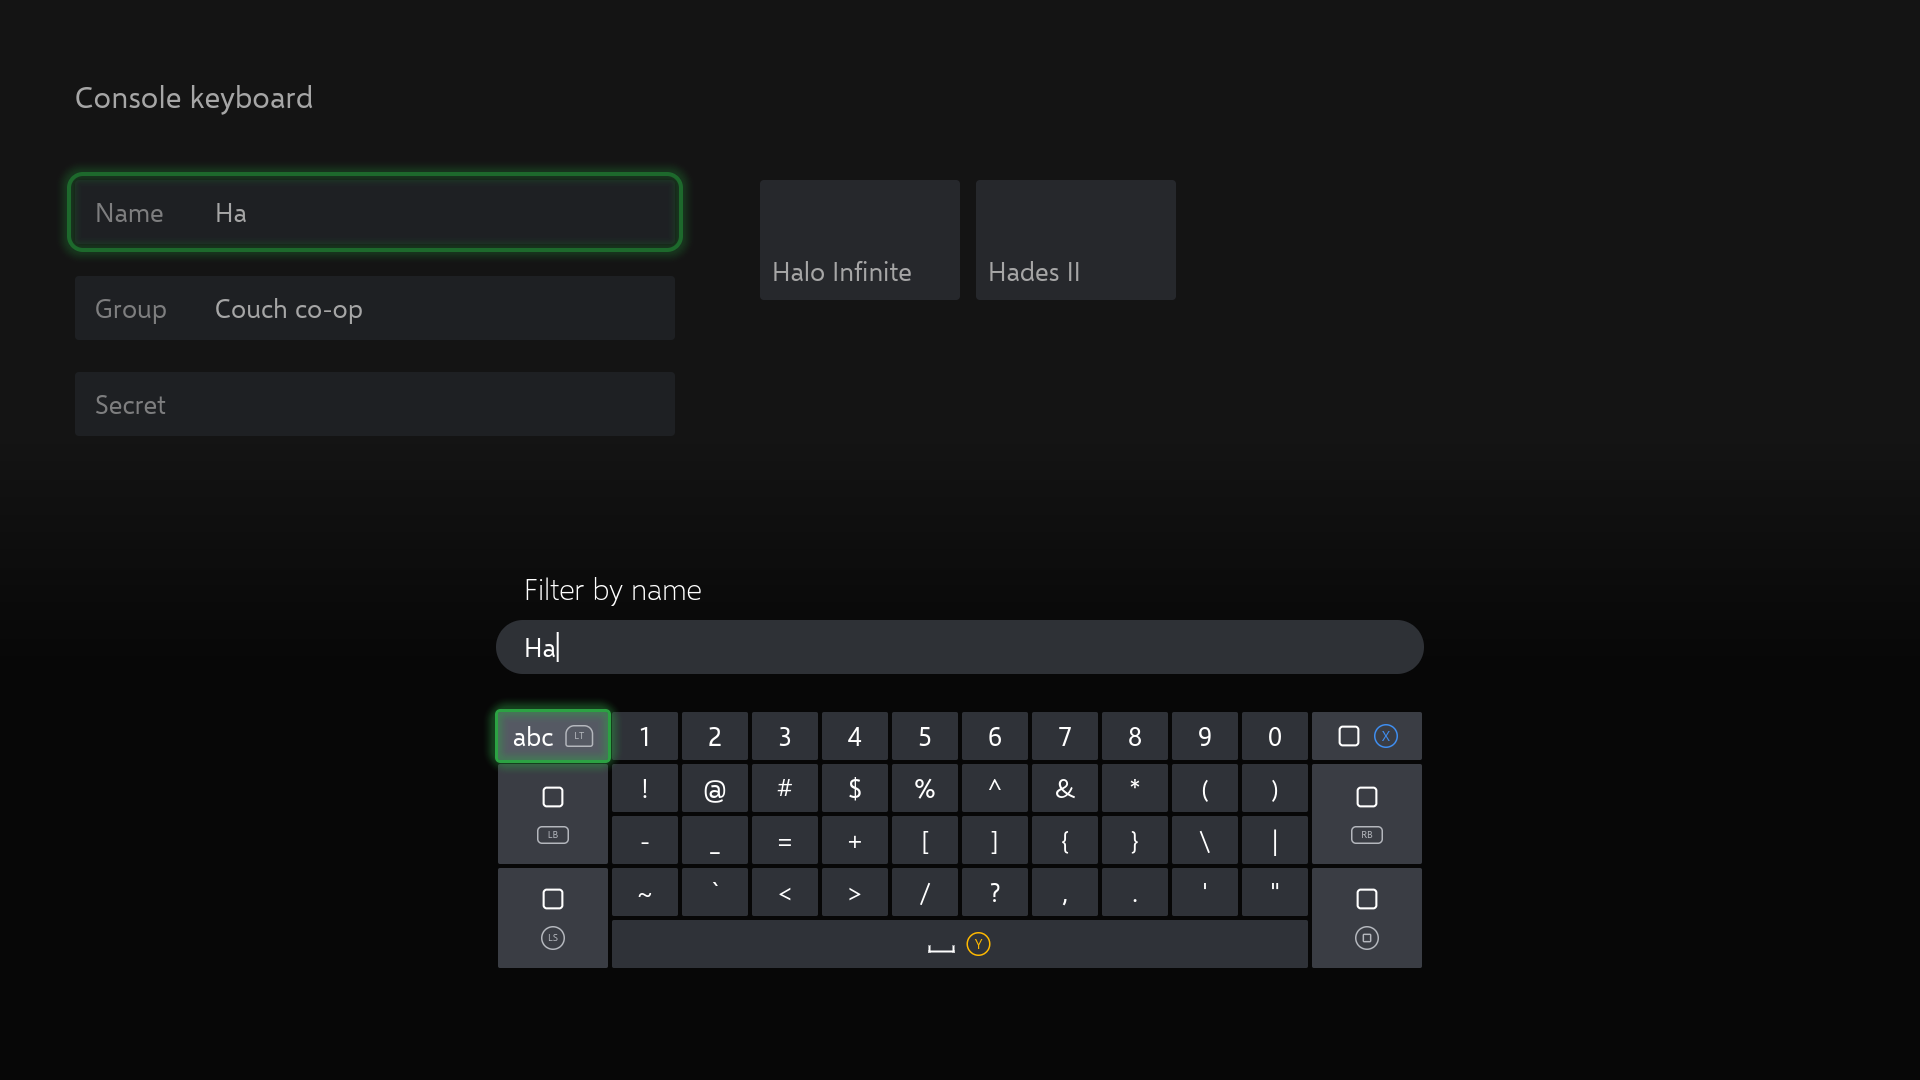 Console keyboard
Name Ha
Group Couch co-op
Secret
Halo Infinite
Hades II
Filter by name
Ha
abc LT 1 2 3 4 5 6 7 8 9 0 X
! @ # $ % ^ & * ( )
LB - _ = + [ ] { } \ | RB
~ ` < > / ? , . ' "
LS Y